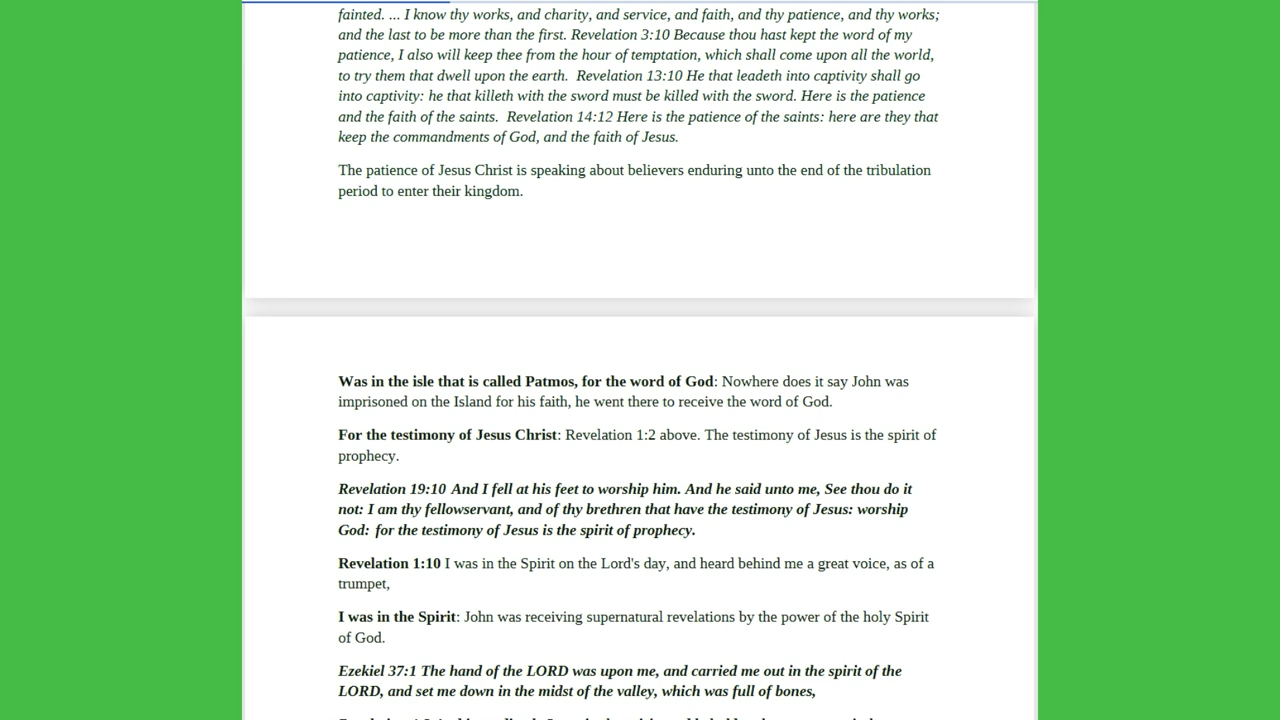 fainted. ... I know thy works, and charity, and service, and faith, and thy patience, and thy works;
and the last to be more than the first. Revelation 3:10 Because thou hast kept the word of my
patience, I also will keep thee from the hour of temptation, which shall come upon all the world,
to try them that dwell upon the earth.  Revelation 13:10 He that leadeth into captivity shall go
into captivity: he that killeth with the sword must be killed with the sword. Here is the patience
and the faith of the saints.  Revelation 14:12 Here is the patience of the saints: here are they that
keep the commandments of God, and the faith of Jesus.
The patience of Jesus Christ is speaking about believers enduring unto the end of the tribulation
period to enter their kingdom.
Was in the isle that is called Patmos, for the word of God: Nowhere does it say John was
imprisoned on the Island for his faith, he went there to receive the word of God.
For the testimony of Jesus Christ: Revelation 1:2 above. The testimony of Jesus is the spirit of
prophecy.
Revelation 19:10 And I fell at his feet to worship him. And he said unto me, See thou do it
not: I am thy fellowservant, and of thy brethren that have the testimony of Jesus: worship
God: for the testimony of Jesus is the spirit of prophecy.
Revelation 1:10 I was in the Spirit on the Lord's day, and heard behind me a great voice, as of a
trumpet,
I was in the Spirit: John was receiving supernatural revelations by the power of the holy Spirit
of God.
Ezekiel 37:1 The hand of the LORD was upon me, and carried me out in the spirit of the
LORD, and set me down in the midst of the valley, which was full of bones,